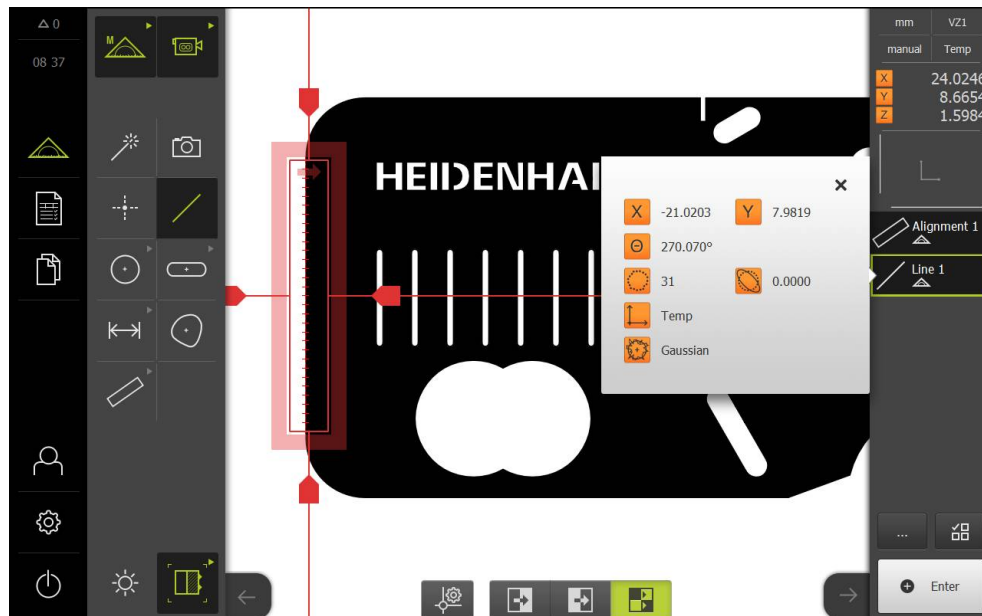 △ 0
08 37
M
HEIDENHAI
X -21.0203 Y 7.9819
Θ 270.070°
31 0.0000
Temp
Gaussian
mm VZ1
manual Temp
X 24.0246
Y 8.6654
Z 1.5984
Alignment 1
Line 1
...
Enter